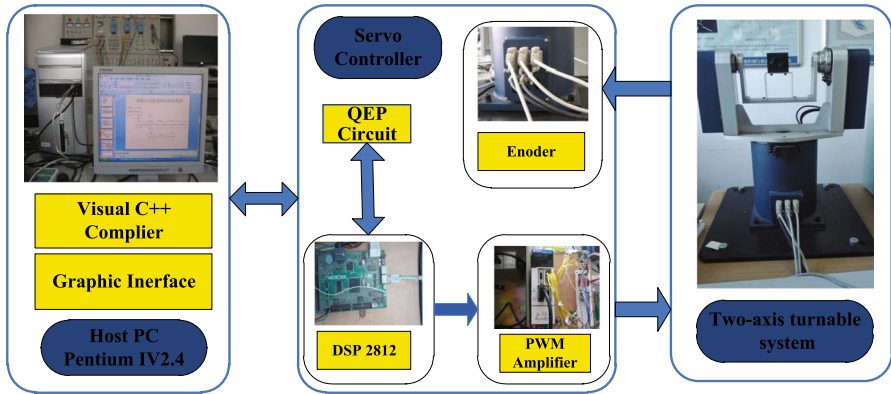 Visual C++
Complier
Graphic Inerface
Host PC
Pentium IV2.4
Servo
Controller
QEP
Circuit
Enoder
DSP 2812
PWM
Amplifier
Two-axis turnable
system